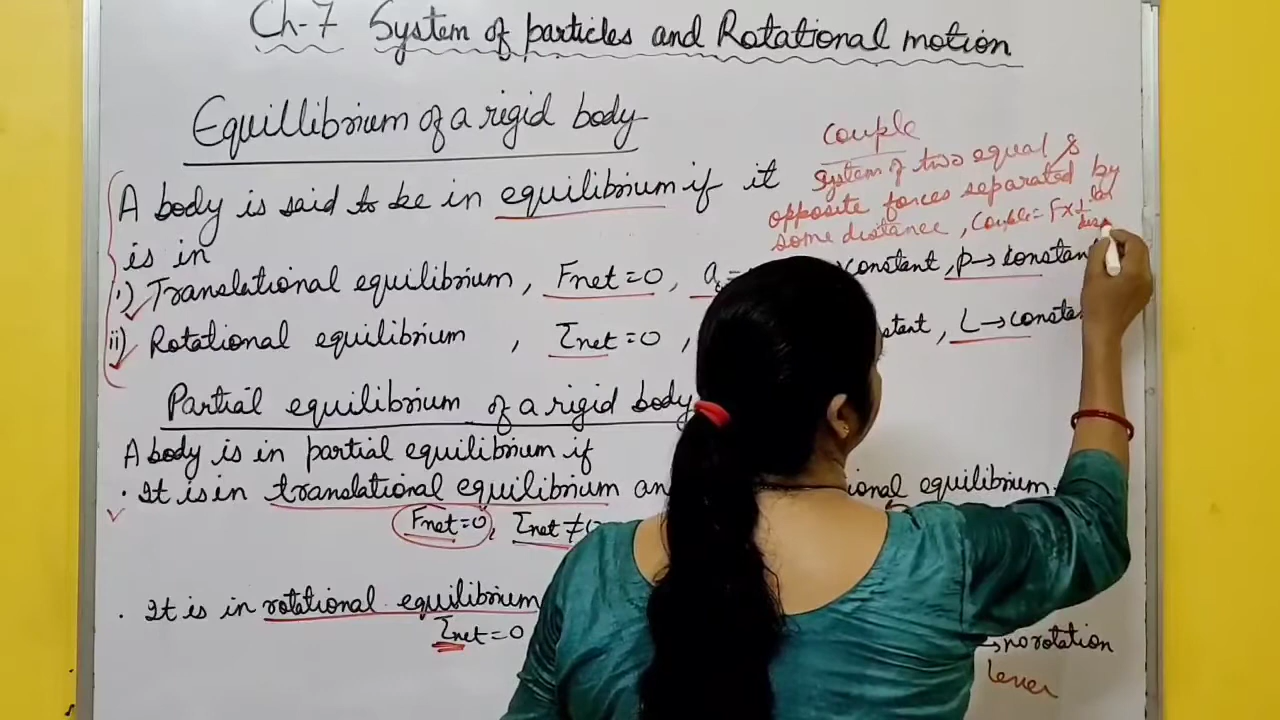 Ch-7 System of particles and Rotational motion
Equillibrium of a rigid body
Couple
System of two equal &
opposite forces separated by
some distance, Couple = F×
A body is said to be in equilibrium if it
is in
i) Translational equilibrium, Fnet = 0, constant, p→ constant
ii) Rotational equilibrium, τnet = 0, L→ consta
Partial equilibrium of a rigid body
A body is in partial equilibrium if
· It is in translational equilibrium an ional equilibrium.
Fnet=0, τnet ≠
· It is in rotational equilibrium
τnet = 0
→ no rotation
lever